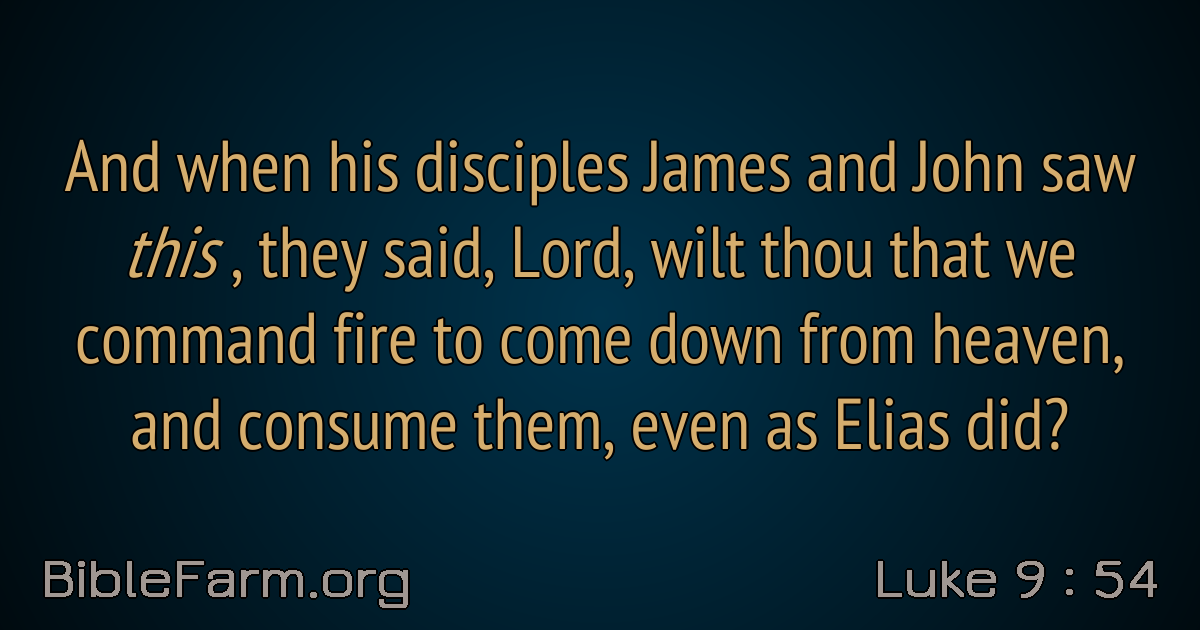 And when his disciples James and John saw
this , they said, Lord, wilt thou that we
command fire to come down from heaven,
and consume them, even as Elias did?
BibleFarm.org
Luke 9 : 54